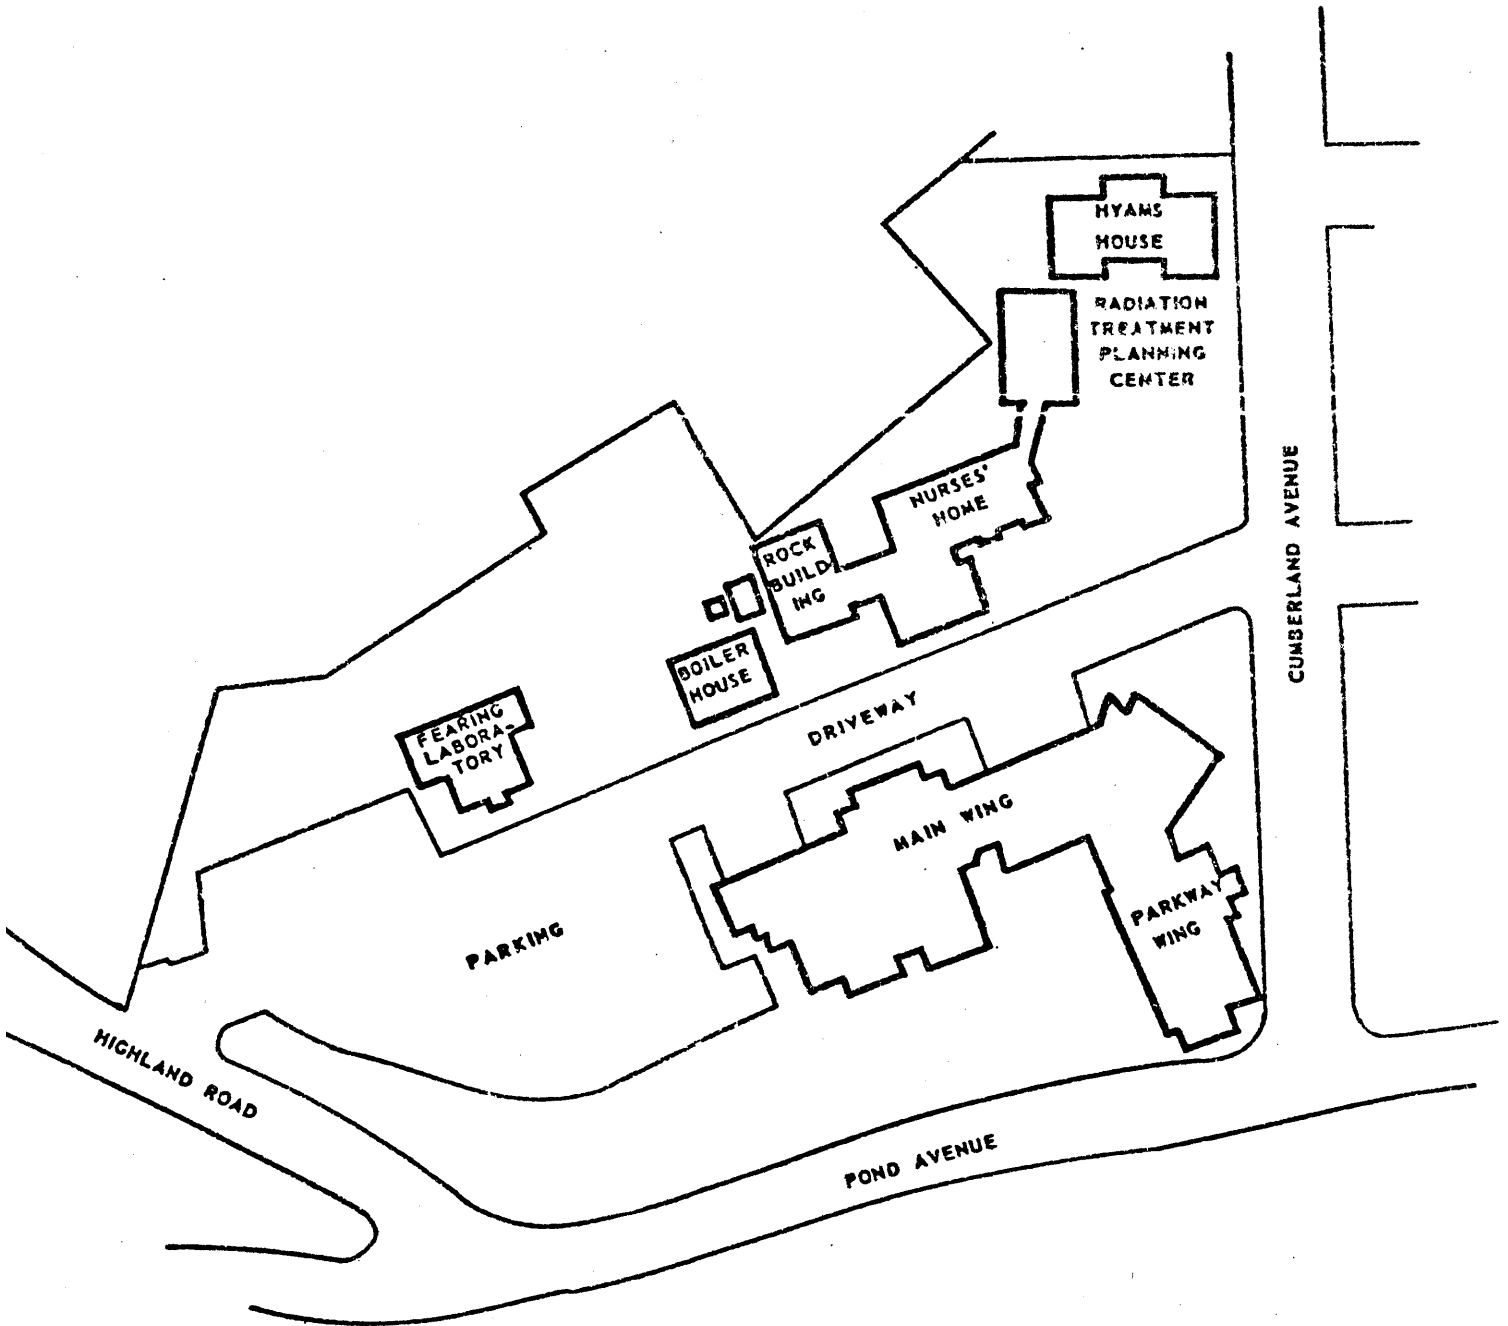 HYAMS
HOUSE
RADIATION
TREATMENT
PLANNING
CENTER
NURSES'
HOME
CUMBERLAND AVENUE
ROCK
BUILD
ING
BOILER
HOUSE
FEARING
LABORA-
TORY
DRIVEWAY
MAIN WING
PARKWAY
WING
PARKING
HIGHLAND ROAD
POND AVENUE